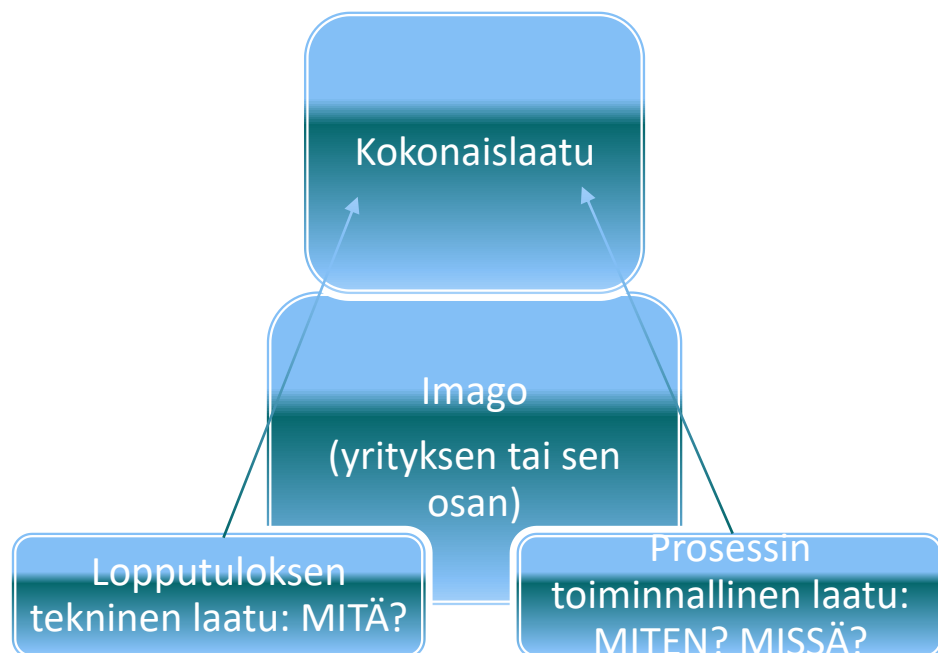 Kokonaislaatu
Imago
(yrityksen tai sen
osan)
Lopputuloksen
tekninen laatu: MITÄ?
Prosessin
toiminnallinen laatu:
MITEN? MISSÄ?